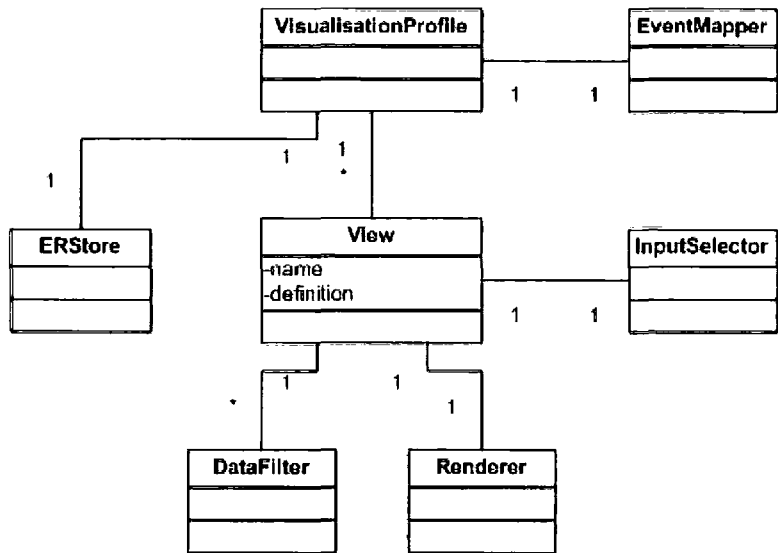 VisualisationProfile
EventMapper
1 1
1 1
1 *
ERStore
View
-name
-definition
InputSelector
1 1
1 1
* 1
DataFilter
Renderer